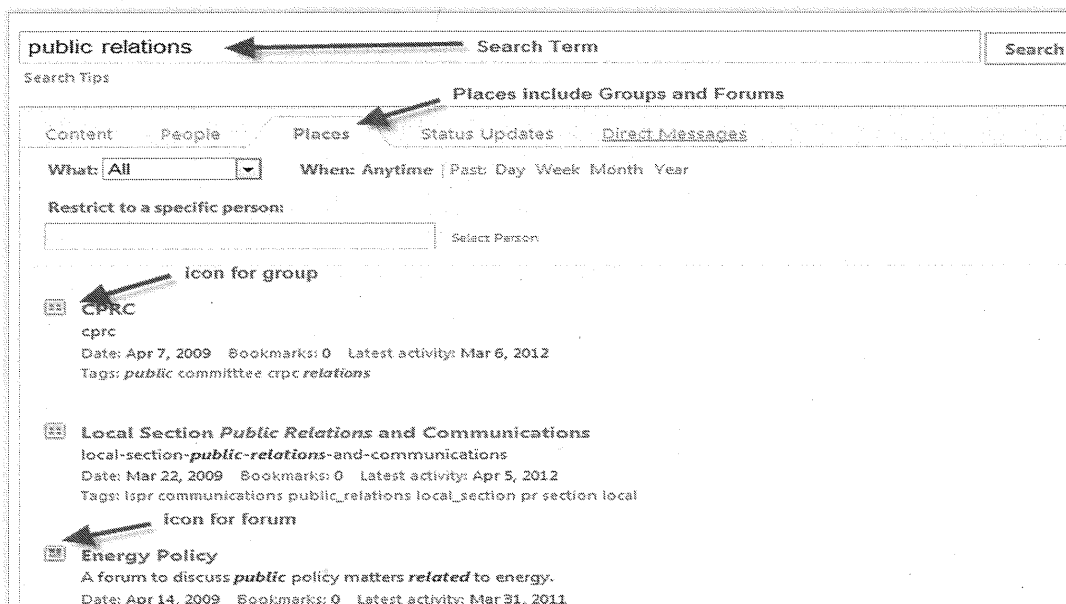 public relations Search Term Search
Search Tips
Places include Groups and Forums
Content People Places Status Updates Direct Messages
What: All When: Anytime | Past: Day Week Month Year
Restrict to a specific person:
Select Person
icon for group
CPRC
cprc
Date: Apr 7, 2009 Bookmarks: 0 Latest activity: Mar 6, 2012
Tags: public committtee crpc relations
Local Section Public Relations and Communications
local-section-public-relations-and-communications
Date: Mar 22, 2009 Bookmarks: 0 Latest activity: Apr 5, 2012
Tags: lspr communications public_relations local_section pr section local
icon for forum
Energy Policy
A forum to discuss public policy matters related to energy.
Date: Apr 14, 2009 Bookmarks: 0 Latest activity: Mar 31, 2011